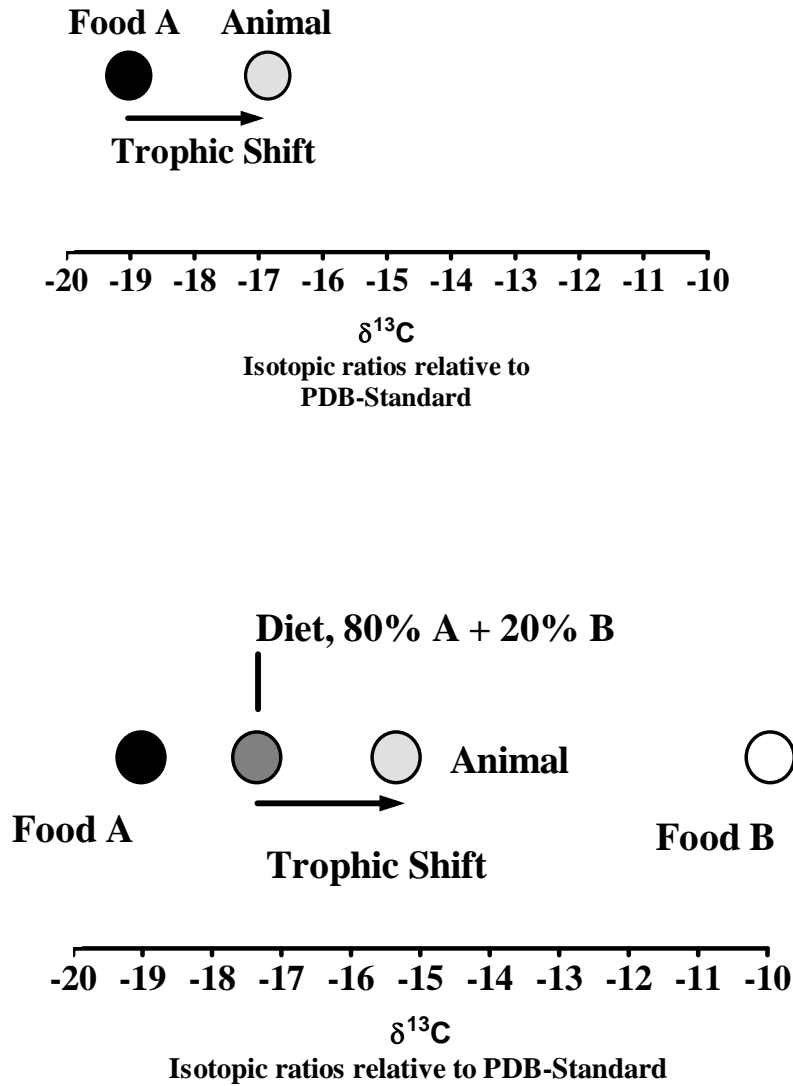 Food A Animal
Trophic Shift
-20 -19 -18 -17 -16 -15 -14 -13 -12 -11 -10
δ¹³C
Isotopic ratios relative to
PDB-Standard
Diet, 80% A + 20% B
Animal
Food A
Food B
Trophic Shift
-20 -19 -18 -17 -16 -15 -14 -13 -12 -11 -10
δ¹³C
Isotopic ratios relative to PDB-Standard